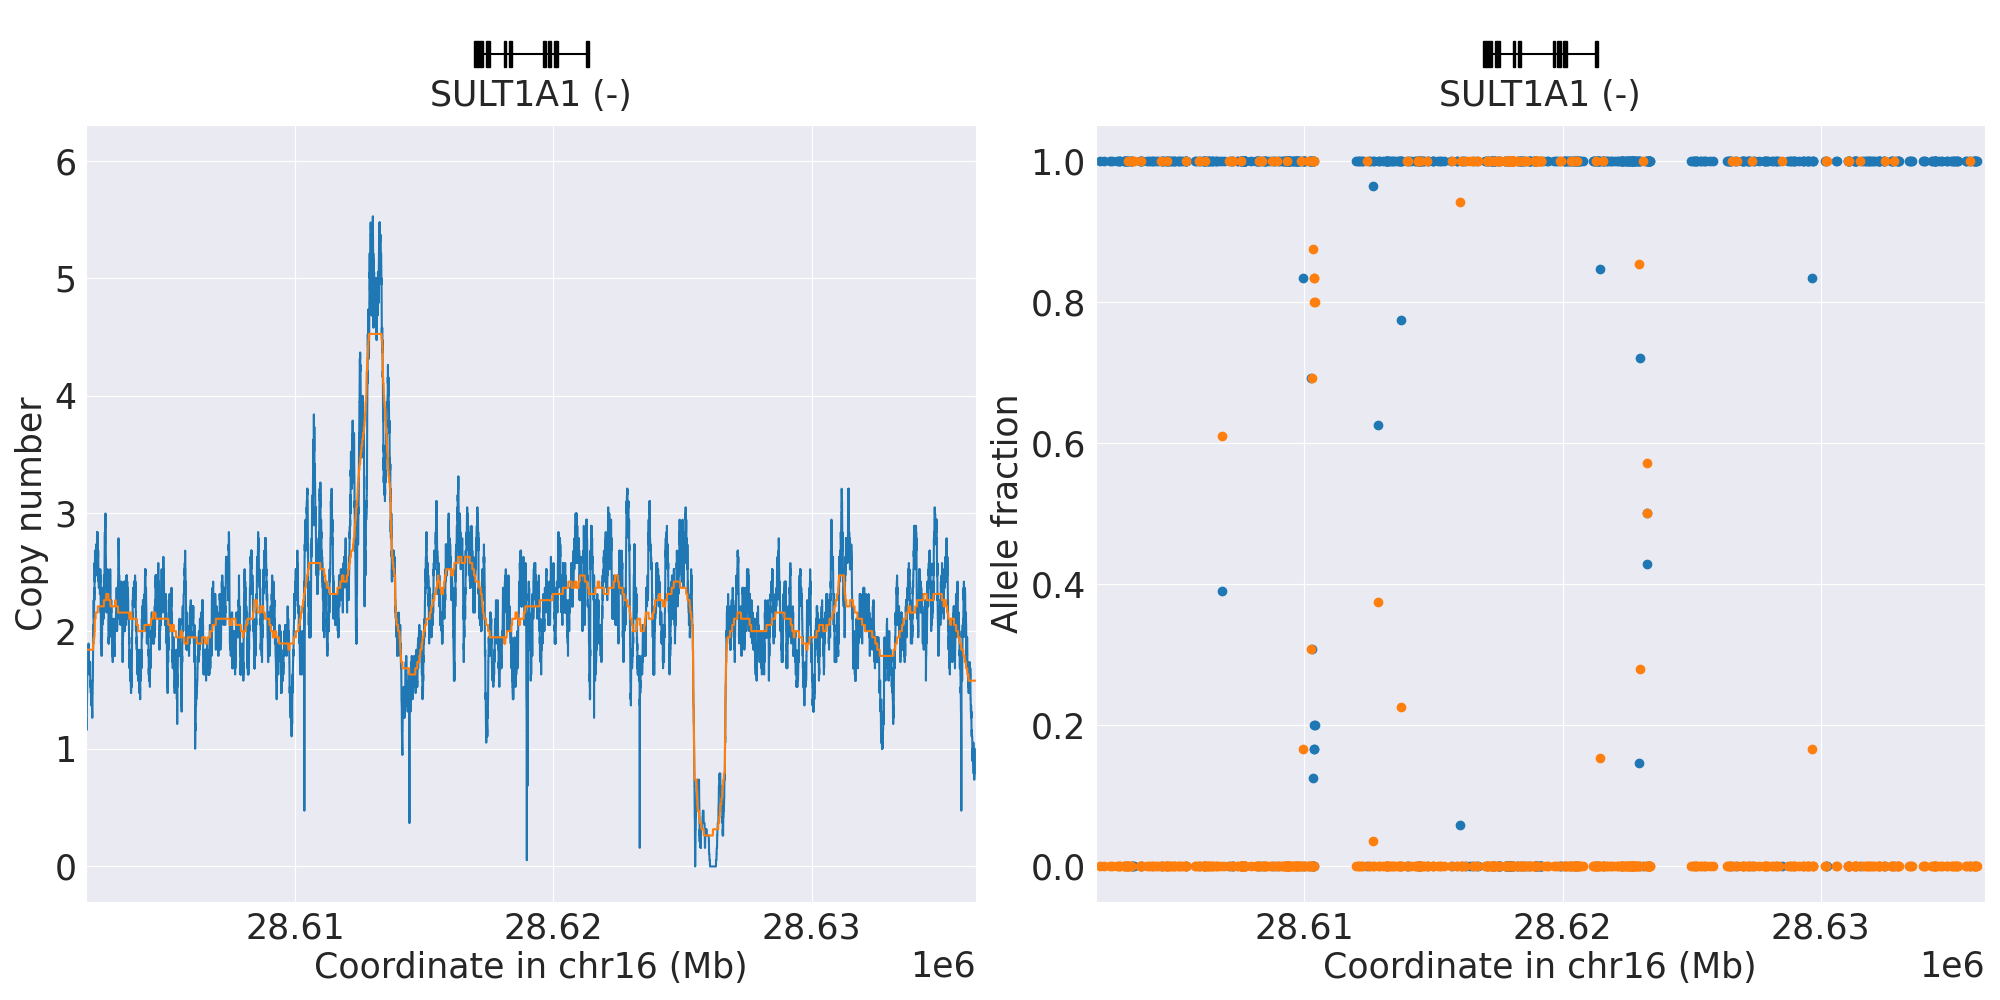 SULT1A1 (-)
6
5
4
3
2
1
0
Copy number
28.61
28.62
28.63
Coordinate in chr16 (Mb)
1e6
SULT1A1 (-)
1.0
0.8
0.6
0.4
0.2
0.0
Allele fraction
28.61
28.62
28.63
Coordinate in chr16 (Mb)
1e6